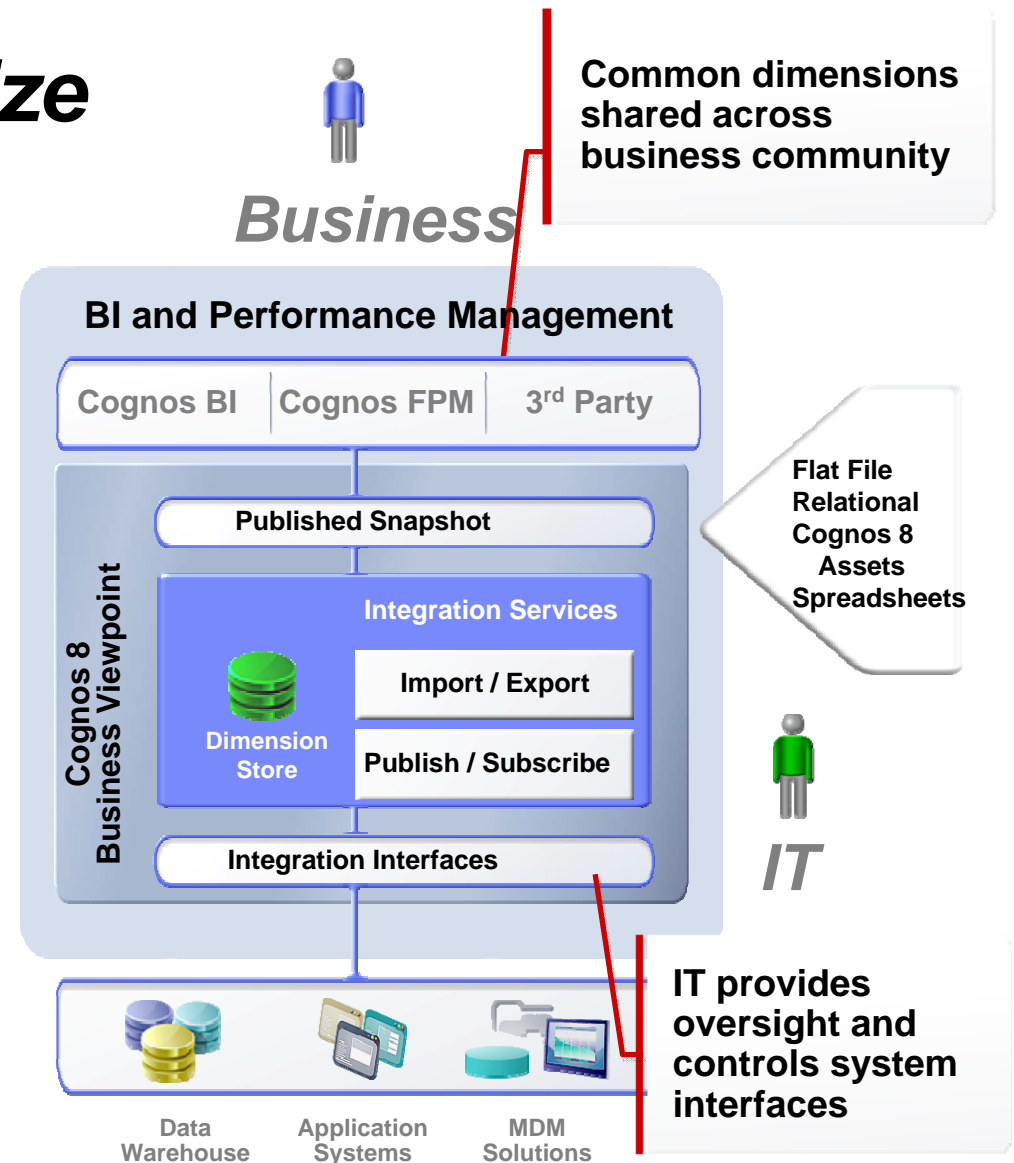 Common dimensions
shared across
business community
Business
BI and Performance Management
Cognos BI
Cognos FPM
3rd Party
Flat File
Relational
Cognos 8
Assets
Spreadsheets
Published Snapshot
Cognos 8
Business Viewpoint
Integration Services
Import / Export
Dimension
Store
Publish / Subscribe
Integration Interfaces
IT
IT provides
oversight and
controls system
interfaces
Data
Warehouse
Application
Systems
MDM
Solutions